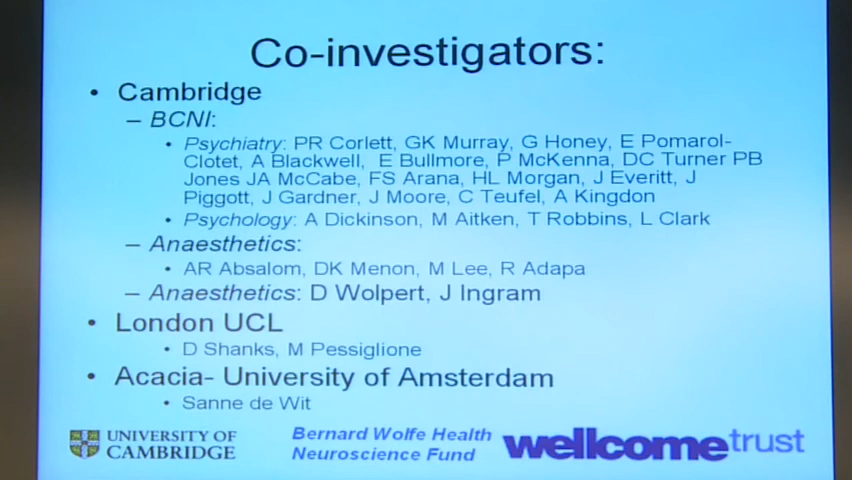 Co-investigators:
• Cambridge
– BCNI:
• Psychiatry: PR Corlett, GK Murray, G Honey, E Pomarol-
Clotet, A Blackwell, E Bullmore, P McKenna, DC Turner PB
Jones JA McCabe, FS Arana, HL Morgan, J Everitt, J
Piggott, J Gardner, J Moore, C Teufel, A Kingdon
• Psychology: A Dickinson, M Aitken, T Robbins, L Clark
– Anaesthetics:
• AR Absalom, DK Menon, M Lee, R Adapa
– Anaesthetics: D Wolpert, J Ingram
• London UCL
• D Shanks, M Pessiglione
• Acacia- University of Amsterdam
• Sanne de Wit
UNIVERSITY OF
CAMBRIDGE
Bernard Wolfe Health
Neuroscience Fund
wellcometrust